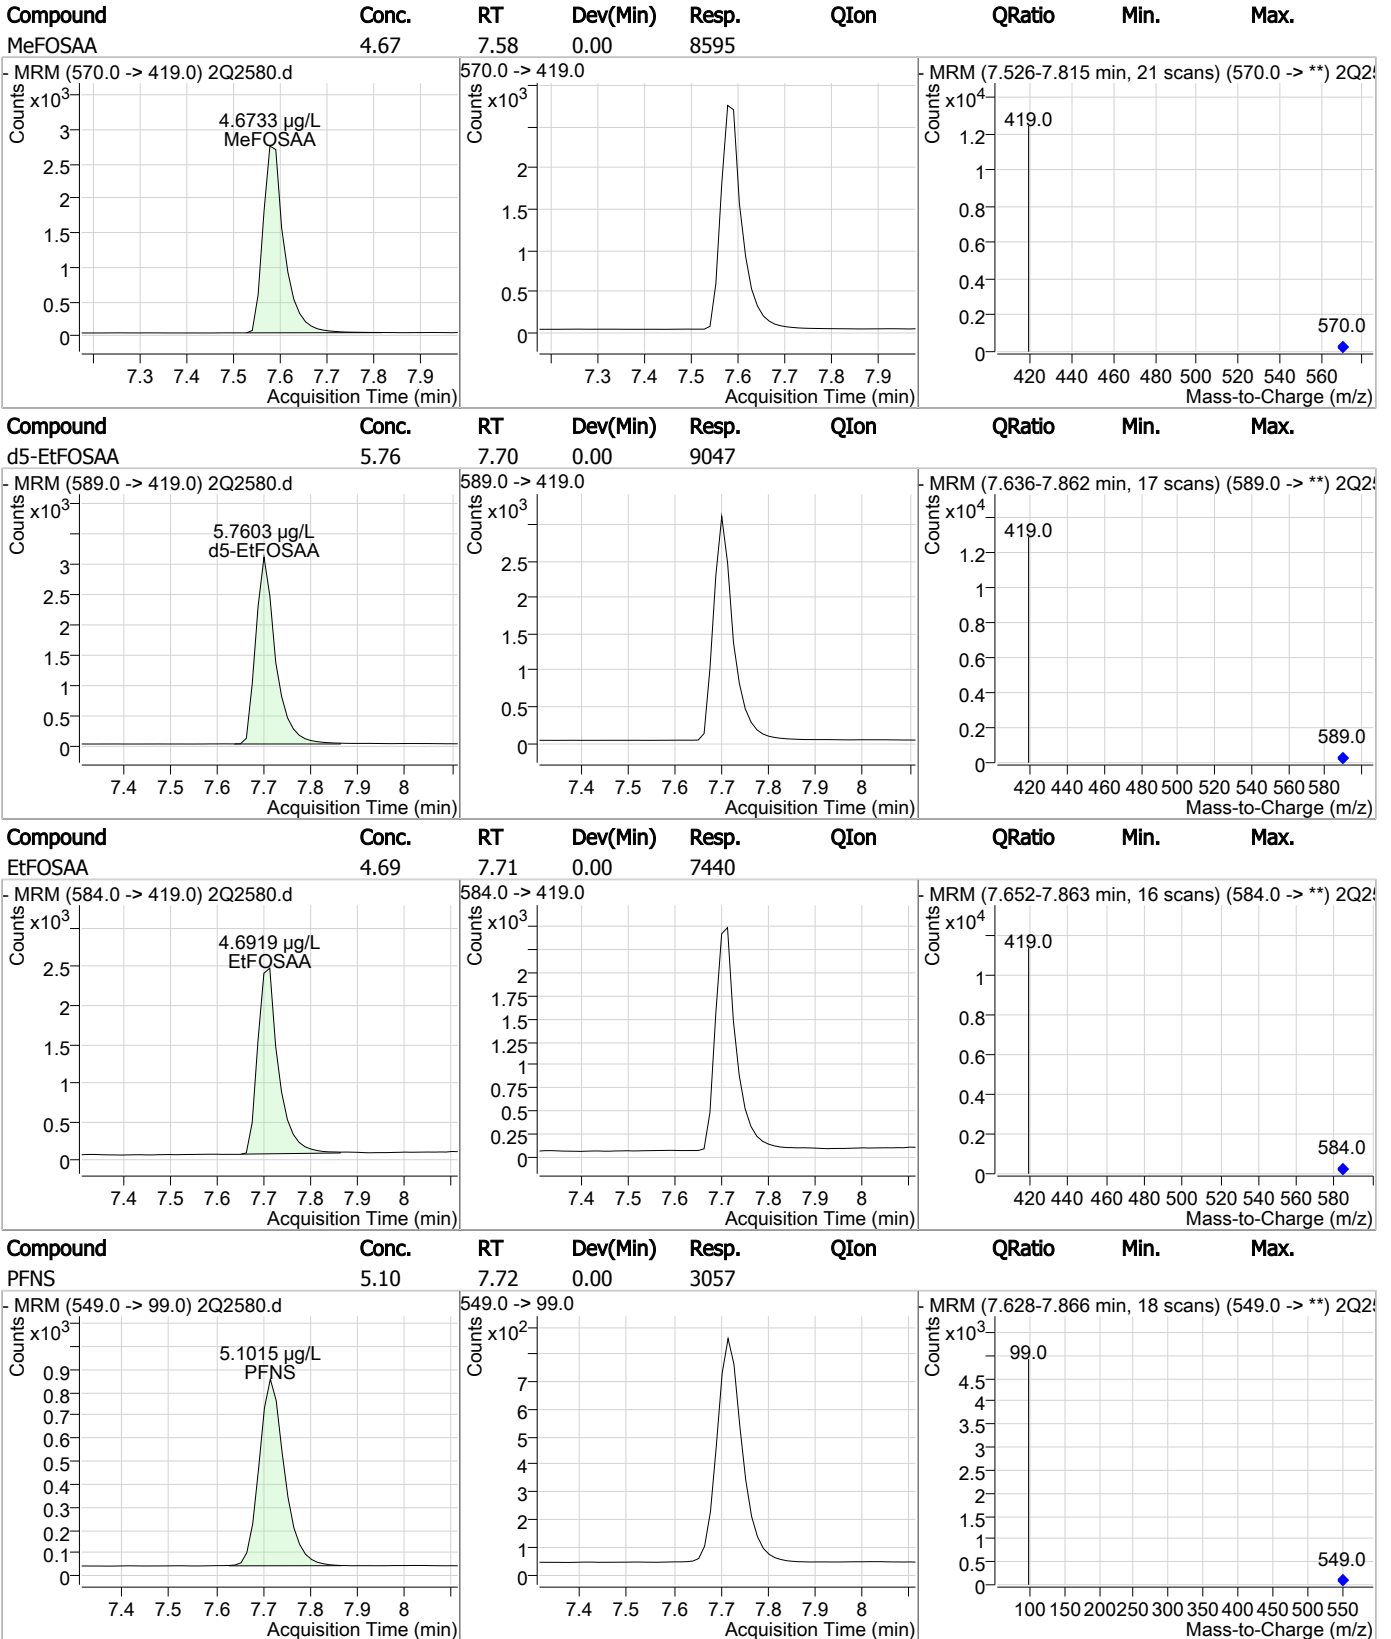 Compound Conc. RT Dev(Min) Resp. QIon QRatio Min. Max.
MeFOSAA 4.67 7.58 0.00 8595
- MRM (570.0 -> 419.0) 2Q2580.d 570.0 -> 419.0 - MRM (7.526-7.815 min, 21 scans) (570.0 -> **) 2Q2
Counts x10³ Counts x10³ Counts x10⁴
4.6733 µg/L
MeFOSAA
419.0
570.0
3 2.5 2 1.5 1 0.5 0
2 1.5 1 0.5 0
1.2 1 0.8 0.6 0.4 0.2 0
7.3 7.4 7.5 7.6 7.7 7.8 7.9 7.3 7.4 7.5 7.6 7.7 7.8 7.9 420 440 460 480 500 520 540 560
Acquisition Time (min) Acquisition Time (min) Mass-to-Charge (m/z)
Compound Conc. RT Dev(Min) Resp. QIon QRatio Min. Max.
d5-EtFOSAA 5.76 7.70 0.00 9047
- MRM (589.0 -> 419.0) 2Q2580.d 589.0 -> 419.0 - MRM (7.636-7.862 min, 17 scans) (589.0 -> **) 2Q2
Counts x10³ Counts x10³ Counts x10⁴
5.7603 µg/L
d5-EtFOSAA
419.0
589.0
3 2.5 2 1.5 1 0.5 0
2.5 2 1.5 1 0.5 0
1.2 1 0.8 0.6 0.4 0.2 0
7.4 7.5 7.6 7.7 7.8 7.9 8 7.4 7.5 7.6 7.7 7.8 7.9 8 420 440 460 480 500 520 540 560 580
Acquisition Time (min) Acquisition Time (min) Mass-to-Charge (m/z)
Compound Conc. RT Dev(Min) Resp. QIon QRatio Min. Max.
EtFOSAA 4.69 7.71 0.00 7440
- MRM (584.0 -> 419.0) 2Q2580.d 584.0 -> 419.0 - MRM (7.652-7.863 min, 16 scans) (584.0 -> **) 2Q2
Counts x10³ Counts x10³ Counts x10⁴
4.6919 µg/L
EtFOSAA
419.0
584.0
2.5 2 1.5 1 0.5 0
2 1.75 1.5 1.25 1 0.75 0.5 0.25 0
1 0.8 0.6 0.4 0.2 0
7.4 7.5 7.6 7.7 7.8 7.9 8 7.4 7.5 7.6 7.7 7.8 7.9 8 420 440 460 480 500 520 540 560 580
Acquisition Time (min) Acquisition Time (min) Mass-to-Charge (m/z)
Compound Conc. RT Dev(Min) Resp. QIon QRatio Min. Max.
PFNS 5.10 7.72 0.00 3057
- MRM (549.0 -> 99.0) 2Q2580.d 549.0 -> 99.0 - MRM (7.628-7.866 min, 18 scans) (549.0 -> **) 2Q2
Counts x10³ Counts x10² Counts x10³
5.1015 µg/L
PFNS
99.0
549.0
0.9 0.8 0.7 0.6 0.5 0.4 0.3 0.2 0.1 0
7 6 5 4 3 2 1 0
4.5 4 3.5 3 2.5 2 1.5 1 0.5 0
7.4 7.5 7.6 7.7 7.8 7.9 8 7.4 7.5 7.6 7.7 7.8 7.9 8 100 150 200 250 300 350 400 450 500 550
Acquisition Time (min) Acquisition Time (min) Mass-to-Charge (m/z)